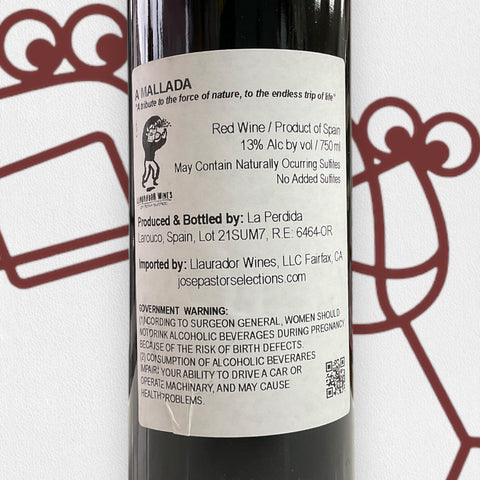 A MALLADA
"A tribute to the force of nature, to the endless trip of life"
Red Wine / Product of Spain
13% Alc by vol / 750 ml
May Contain Naturally Ocurring Sulfites
No Added Sulfites
LLAURADOR WINES
Produced & Bottled by: La Perdida
Larouco, Spain, Lot 21SUM7, R.E: 6464-OR
Imported by: Llaurador Wines, LLC Fairfax, CA
josepastorselections.com
GOVERNMENT WARNING:
(1)CORDING TO SURGEON GENERAL, WOMEN SHOULD
NOT DRINK ALCOHOLIC BEVERAGES DURING PREGNANCY
BECAUSE OF THE RISK OF BIRTH DEFECTS.
(2) CONSUMPTION OF ALCOHOLIC BEVERARES
IMPAIR! YOUR ABILITY TO DRIVE A CAR OR
OPERATE MACHINARY, AND MAY CAUSE
HEALTH PROBLEMS.